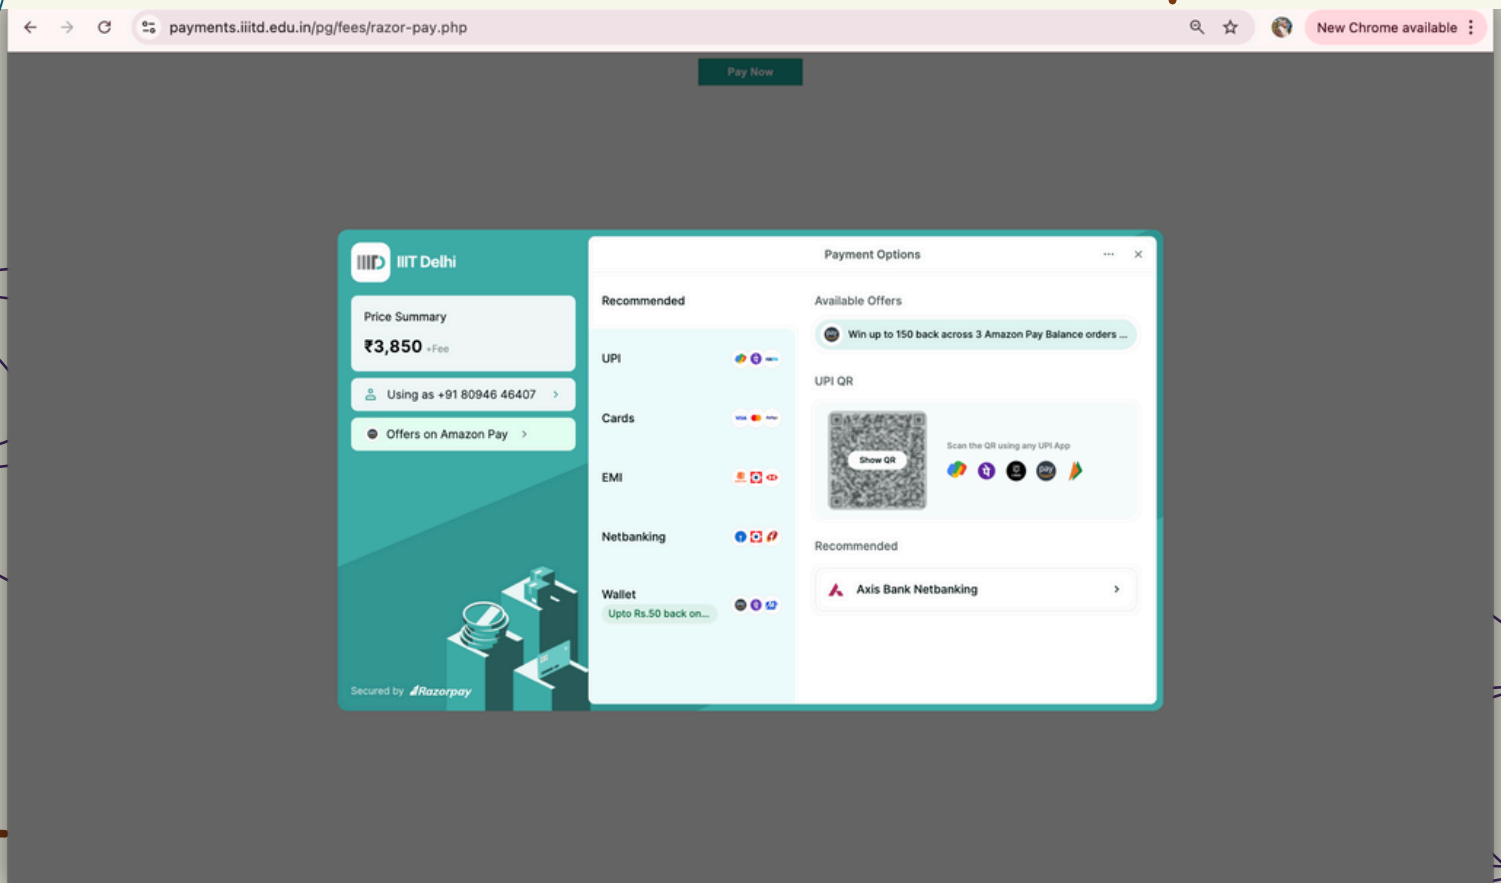 payments.iiitd.edu.in/pg/fees/razor-pay.php
New Chrome available
Pay Now
IIIT Delhi
Price Summary
₹3,850 +Fee
Using as +91 80946 46407
Offers on Amazon Pay
Secured by Razorpay
Payment Options
Recommended
UPI
Cards
EMI
Netbanking
Wallet
Upto Rs.50 back on...
Available Offers
pay
Win up to 150 back across 3 Amazon Pay Balance orders ...
UPI QR
Show QR
Scan the QR using any UPI App
pay
Recommended
Axis Bank Netbanking